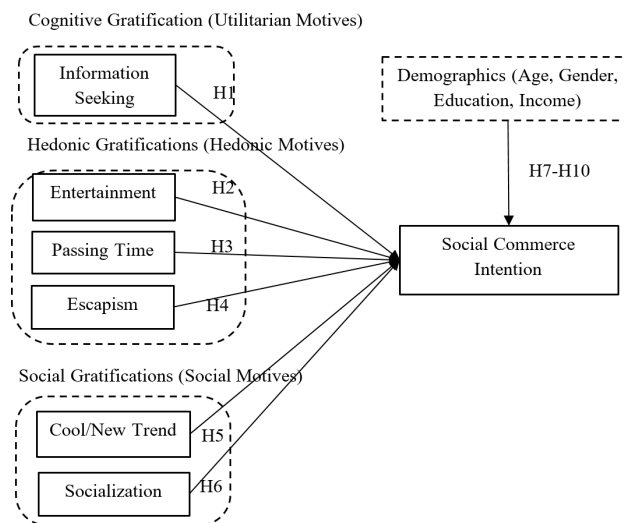 Cognitive Gratification (Utilitarian Motives)
Information
Seeking
H1
Demographics (Age, Gender,
Education, Income)
Hedonic Gratifications (Hedonic Motives)
Entertainment
H2
H7-H10
Passing Time
H3
Social Commerce
Intention
Escapism
H4
Social Gratifications (Social Motives)
Cool/New Trend
H5
Socialization
H6